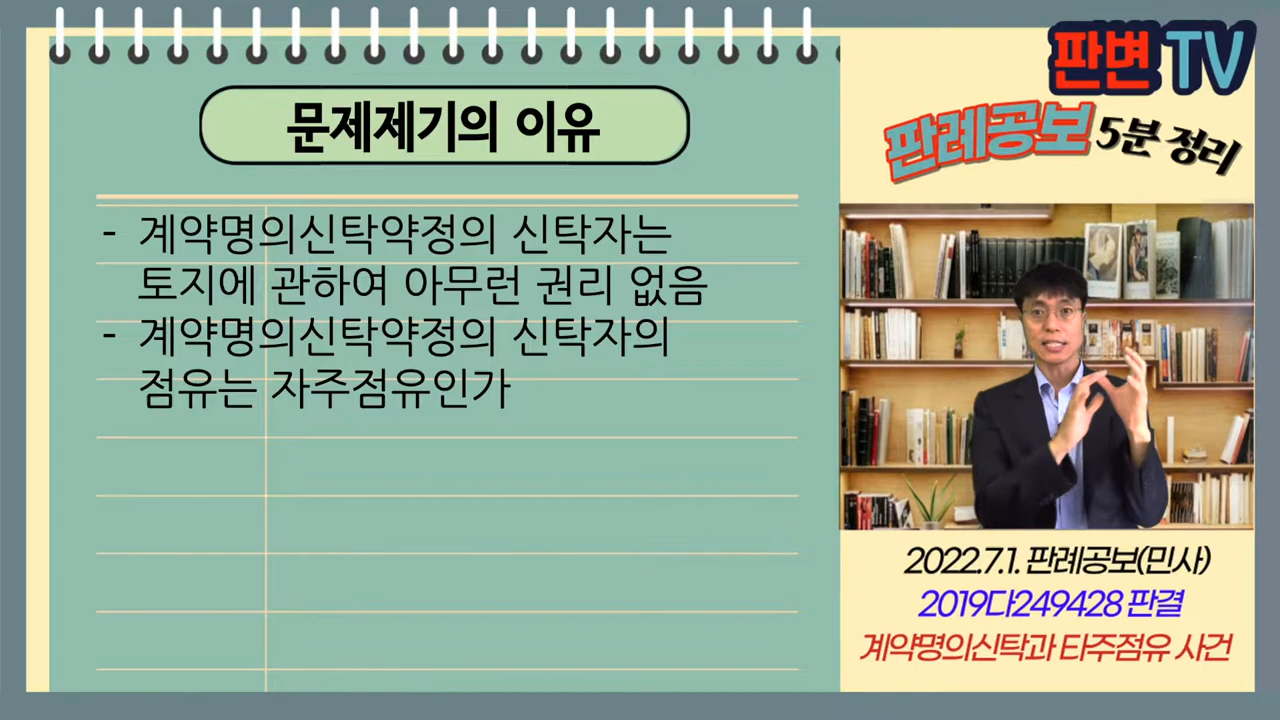 문제제기의 이유
- 계약명의신탁약정의 신탁자는
토지에 관하여 아무런 권리 없음
- 계약명의신탁약정의 신탁자의
점유는 자주점유인가
판변 TV
판례공보 5분 정리
2022.7.1. 판례공보(민사)
2019다249428 판결
계약명의신탁과 타주점유 사건